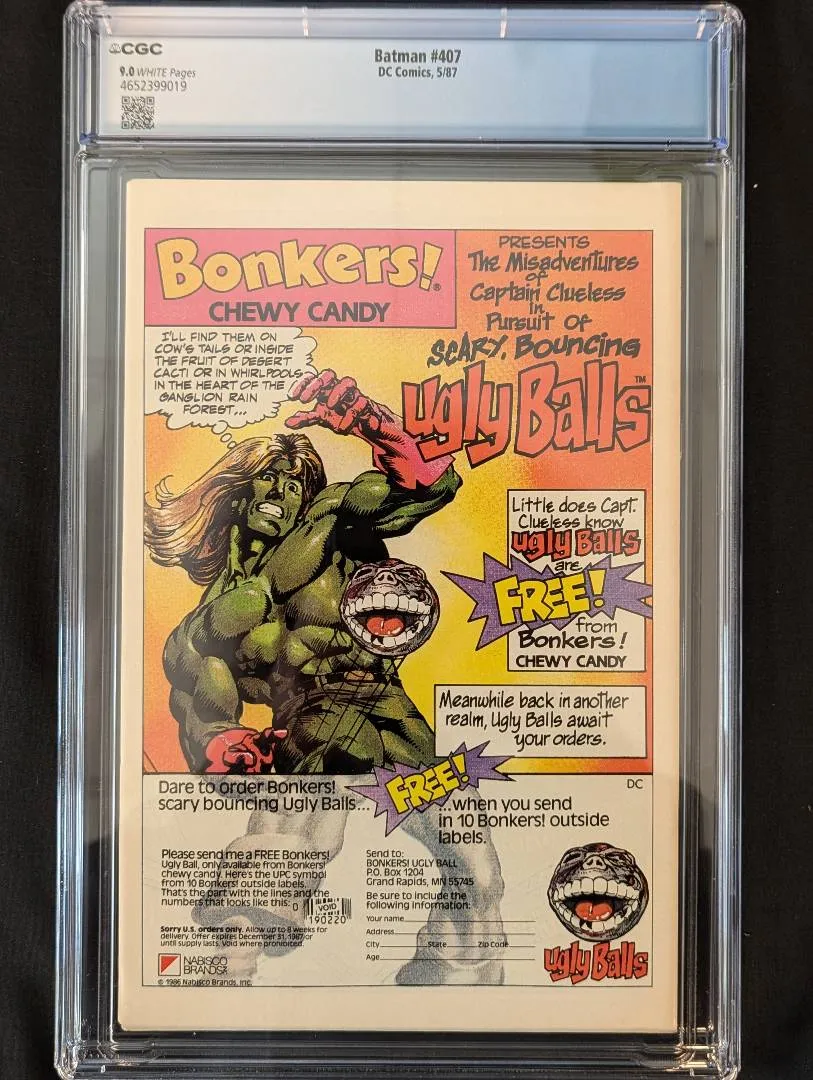 CGC
9.0 WHITE Pages
4652399019
Batman #407
DC Comics, 5/87
Bonkers!®
CHEWY CANDY
PRESENTS
The Misadventures
of
Captain Clueless
in
Pursuit of
SCARY, Bouncing
Ugly Balls™
I'LL FIND THEM ON
COW'S TAILS OR INSIDE
THE FRUIT OF DESERT
CACTI OR IN WHIRLPOOLS
IN THE HEART OF THE
GANGLION RAIN
FOREST...
Little does Capt.
Clueless know
Ugly Balls
are
FREE!
from
Bonkers!
CHEWY CANDY
Meanwhile back in another
realm, Ugly Balls await
your orders.
Dare to order Bonkers!
scary bouncing Ugly Balls...
FREE!
DC
...when you send
in 10 Bonkers! outside
labels.
Please send me a FREE Bonkers!
Ugly Ball, only available from Bonkers!
chewy candy. Here's the UPC symbol
from 10 Bonkers! outside labels.
That's the part with the lines and the
numbers that looks like this: 0
VOID
190220
Sorry U.S. orders only. Allow up to 8 weeks for
delivery. Offer expires December 31, 1987 or
until supply lasts. Void where prohibited.
NABISCO
BRANDS
© 1986 Nabisco Brands, Inc.
Send to:
BONKERS! UGLY BALL
P.O. Box 1204
Grand Rapids, MN 55745
Be sure to include the
following information:
Your name
Address
City State Zip Code
Age
Ugly Balls